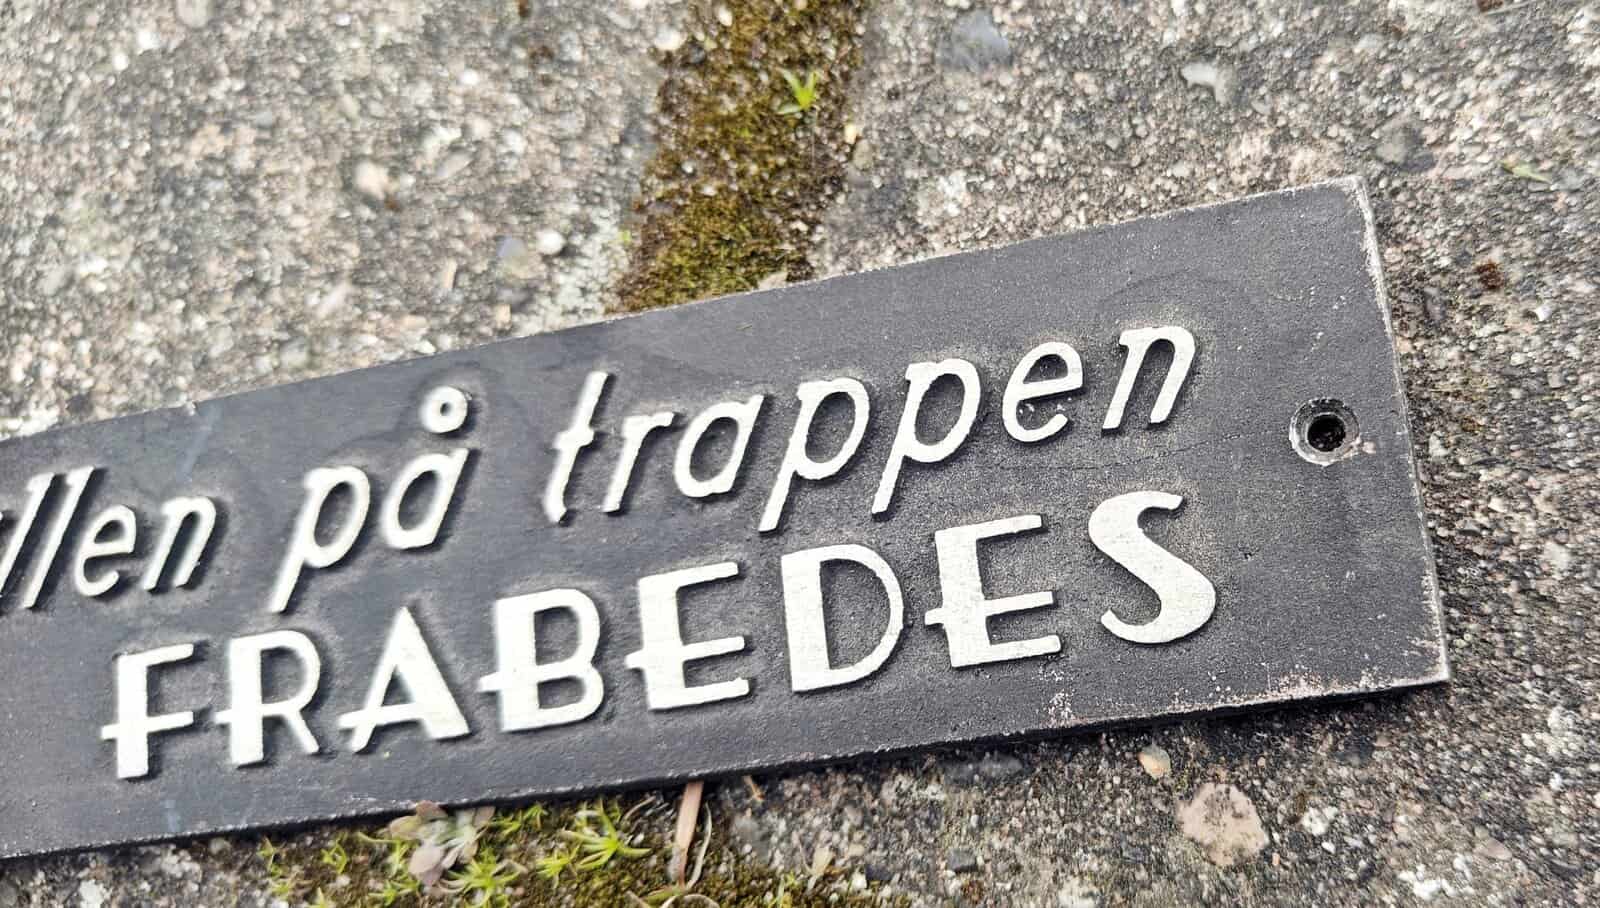 llen på trappen
FRABEDES